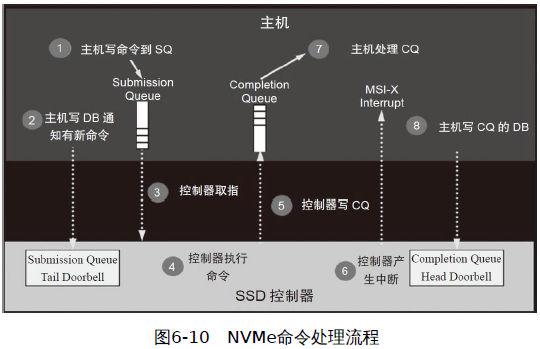 主机
1 主机写命令到 SQ
Submission
Queue
2 主机写 DB 通
知有新命令
3 控制器取指
Completion
Queue
7 主机处理 CQ
MSI-X
Interrupt
8 主机写 CQ 的 DB
5 控制器写 CQ
Submission Queue
Tail Doorbell
4 控制器执行
命令
6 控制器产
生中断
Completion Queue
Head Doorbell
SSD 控制器
图6-10 NVMe命令处理流程